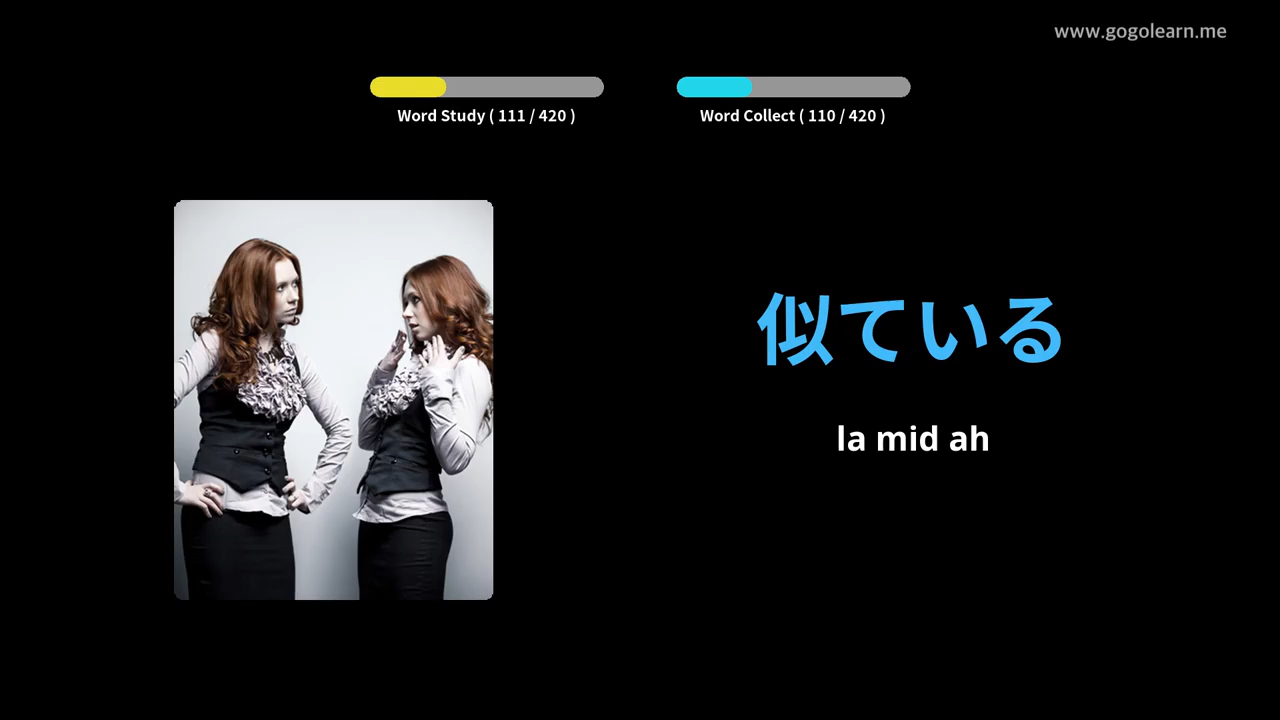 www.gogolearn.me
Word Study ( 111 / 420 )
Word Collect ( 110 / 420 )
似ている
la mid ah